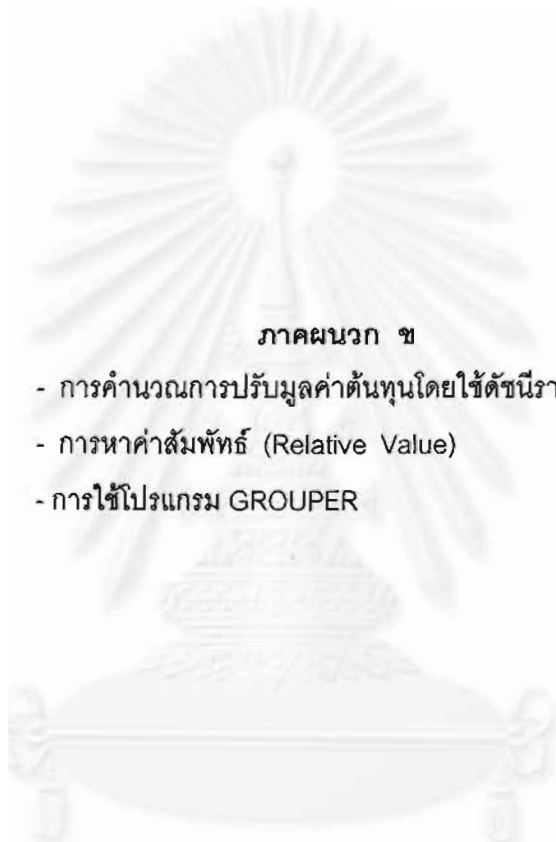 ภาคผนวก ข
- การคำนวณการปรับมูลค่าต้นทุนโดยใช้ดัชนีรา
- การหาค่าสัมพัทธ์ (Relative Value)
- การใช้โปรแกรม GROUPER